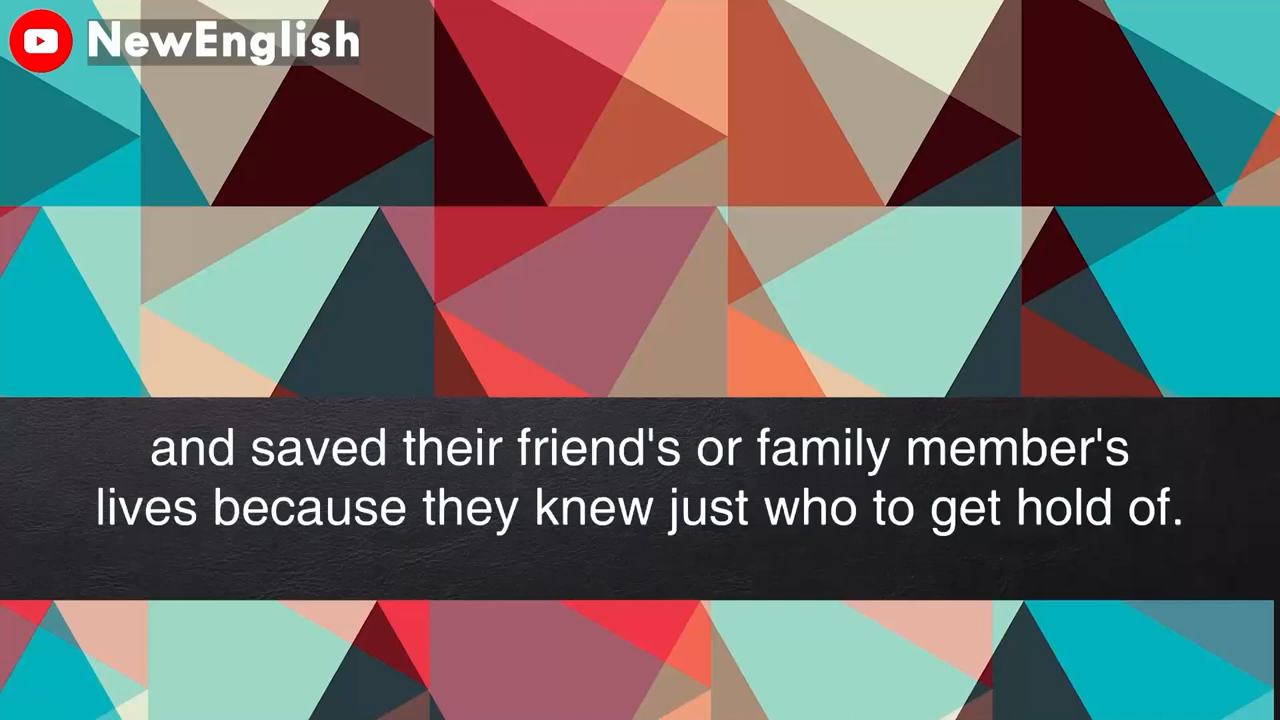 NewEnglish
and saved their friend's or family member's
lives because they knew just who to get hold of.